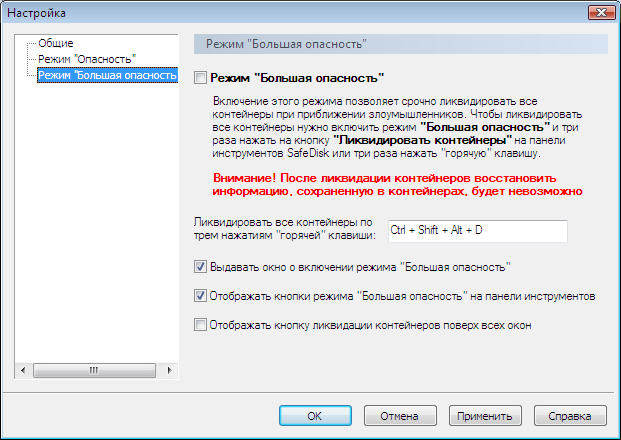 Настройка
Общие
Режим "Опасность"
Режим "Большая опасность
Режим "Большая опасность"
Режим "Большая опасность"
Включение этого режима позволяет срочно ликвидировать все
контейнеры при приближении злоумышленников. Чтобы ликвидировать
все контейнеры нужно включить режим "Большая опасность" и три
раза нажать на кнопку "Ликвидировать контейнеры" на панели
инструментов SafeDisk или три раза нажать "горячую" клавишу.
Внимание! После ликвидации контейнеров восстановить
информацию, сохраненную в контейнерах, будет невозможно
Ликвидировать все контейнеры по
трем нажатиям "горячей" клавиши:
Ctrl + Shift + Alt + D
Выдавать окно о включении режима "Большая опасность"
Отображать кнопки режима "Большая опасность" на панели инструментов
Отображать кнопку ликвидации контейнеров поверх всех окон
OK
Отмена
Применить
Справка